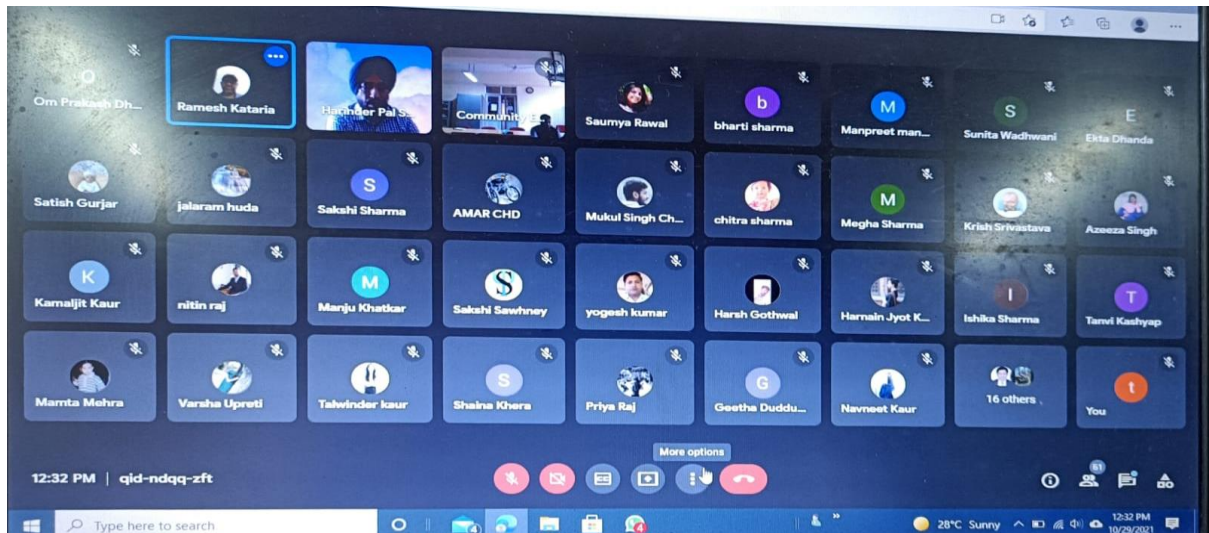 O
Om Prakash Dh...
Ramesh Kataria
Harinder Pal S...
Community
Saumya Rawal
b
bharti sharma
M
Manpreet man...
S
Sunita Wadhwani
E
Ekta Dhanda
Satish Gurjar
jalaram huda
S
Sakshi Sharma
AMAR CHD
Mukul Singh Ch...
chitra sharma
M
Megha Sharma
Krish Srivastava
Azeeza Singh
K
Kamaljit Kaur
nitin raj
M
Manju Khatkar
S
Sakshi Sawhney
yogesh kumar
Harsh Gothwal
Harnain Jyot K...
I
Ishika Sharma
T
Tanvi Kashyap
Mamta Mehra
Varsha Upreti
Talwinder kaur
S
Shaina Khera
Priya Raj
G
Geetha Duddu...
Navneet Kaur
S
16 others
t
You
More options
12:32 PM | qid-ndqq-zft
CC
61
Type here to search
28°C Sunny
12:32 PM
10/29/2021